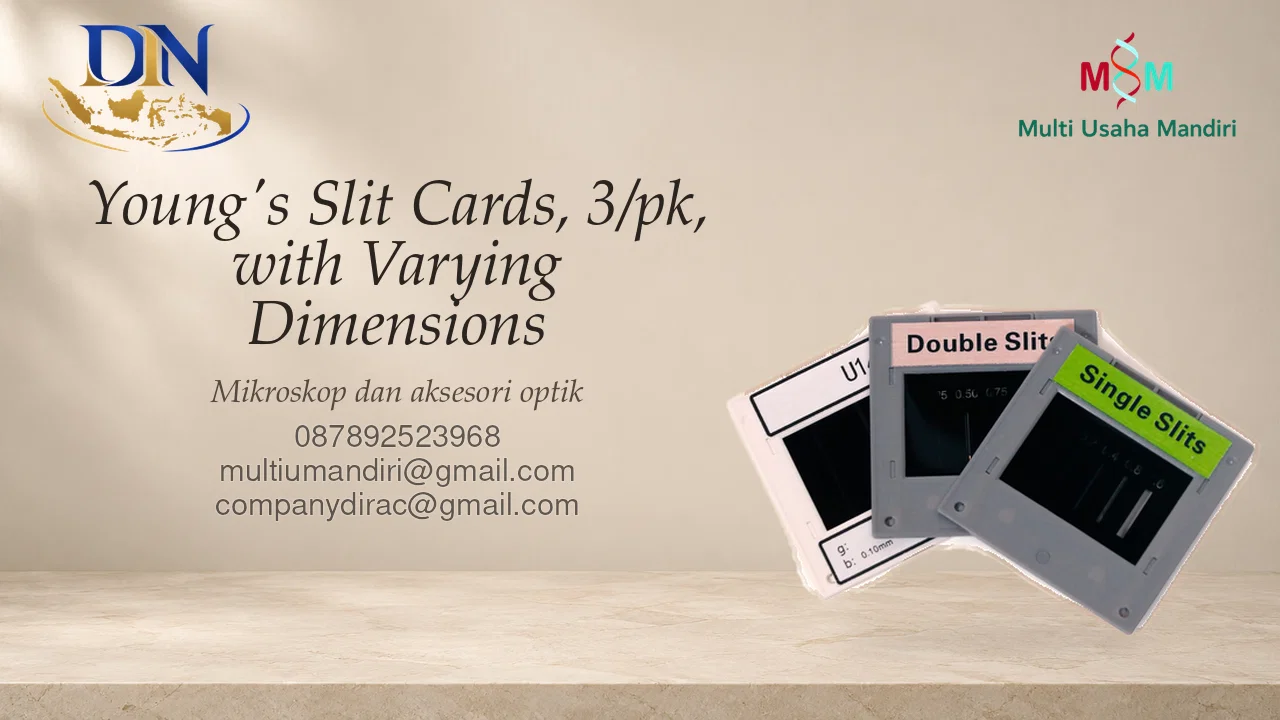 DIN
M M
Multi Usaha Mandiri
Young's Slit Cards, 3/pk,
with Varying
Dimensions
Mikroskop dan aksesori optik
087892523968
multiumandiri@gmail.com
companydirac@gmail.com
Double Slits
Single Slits
g:
b: 0.10mm